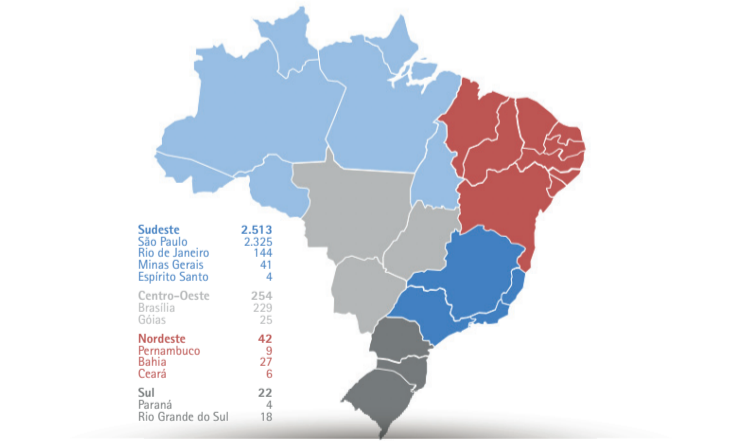 Sudeste 2.513
São Paulo 2.325
Rio de Janeiro 144
Minas Gerais 41
Espírito Santo 4
Centro-Oeste 254
Brasília 229
Góias 25
Nordeste 42
Pernambuco 9
Bahia 27
Ceará 6
Sul 22
Paraná 4
Rio Grande do Sul 18